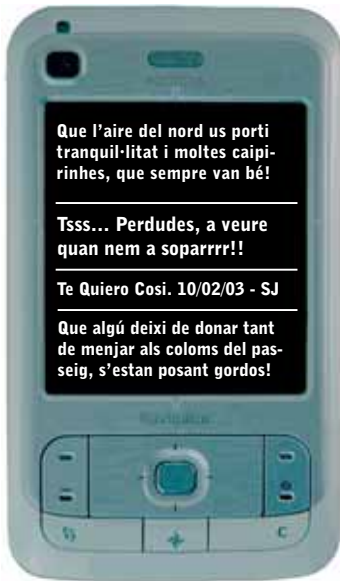 Que l'aire del nord us porti
tranquil·litat i moltes caipi-
rinhes, que sempre van bé!
Tsss... Perdudes, a veure
quan nem a soparrrr!!
Te Quiero Cosi. 10/02/03 - SJ
Que algú deixi de donar tant
de menjar als coloms del pas-
seig, s'estan posant gordos!
Navigator
C